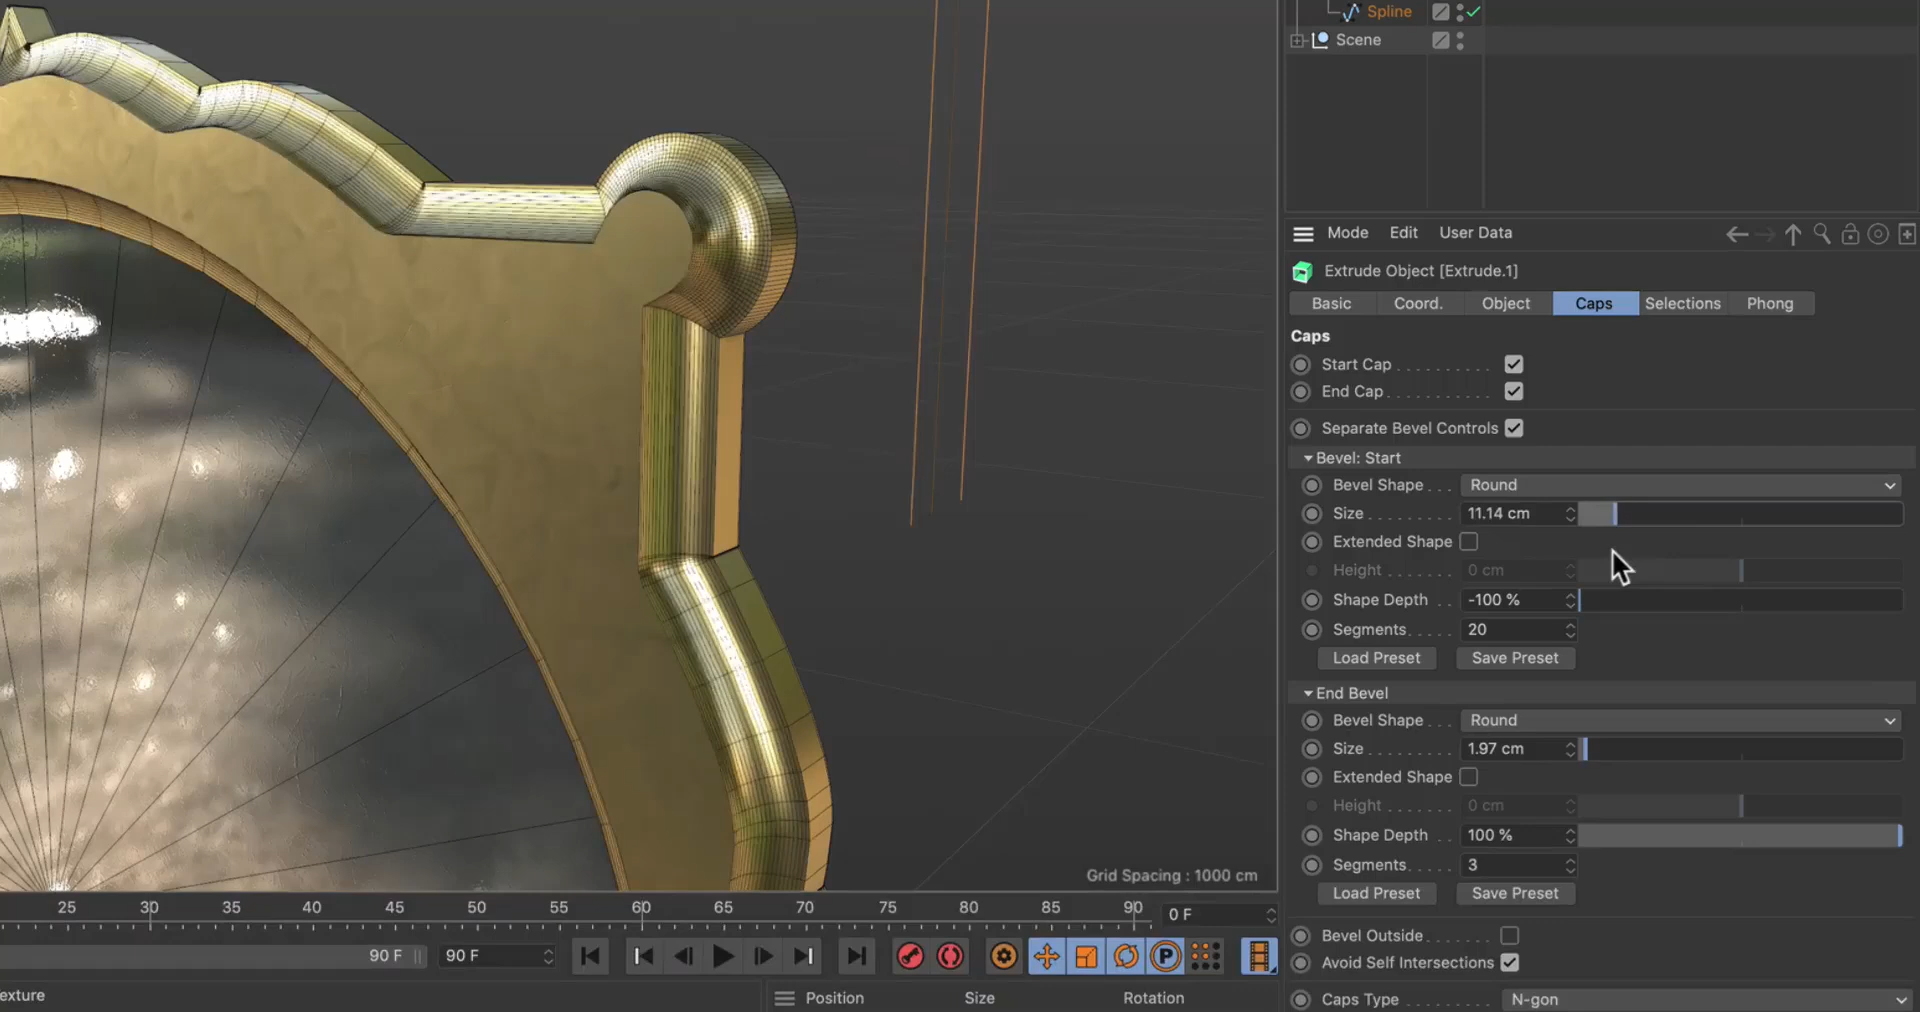 Spline
Scene
Mode Edit User Data
Extrude Object [Extrude.1]
Basic Coord. Object Caps Selections Phong
Caps
Start Cap
End Cap
Separate Bevel Controls
Bevel: Start
Bevel Shape Round
Size 11.14 cm
Extended Shape
Height 0 cm
Shape Depth -100 %
Segments 20
Load Preset Save Preset
End Bevel
Bevel Shape Round
Size 1.97 cm
Extended Shape
Height 0 cm
Shape Depth 100 %
Segments 3
Load Preset Save Preset
Bevel Outside
Avoid Self Intersections
Caps Type N-gon
Grid Spacing : 1000 cm
25 30 35 40 45 50 55 60 65 70 75 80 85 90 0 F
90 F 90 F P
exture Position Size Rotation